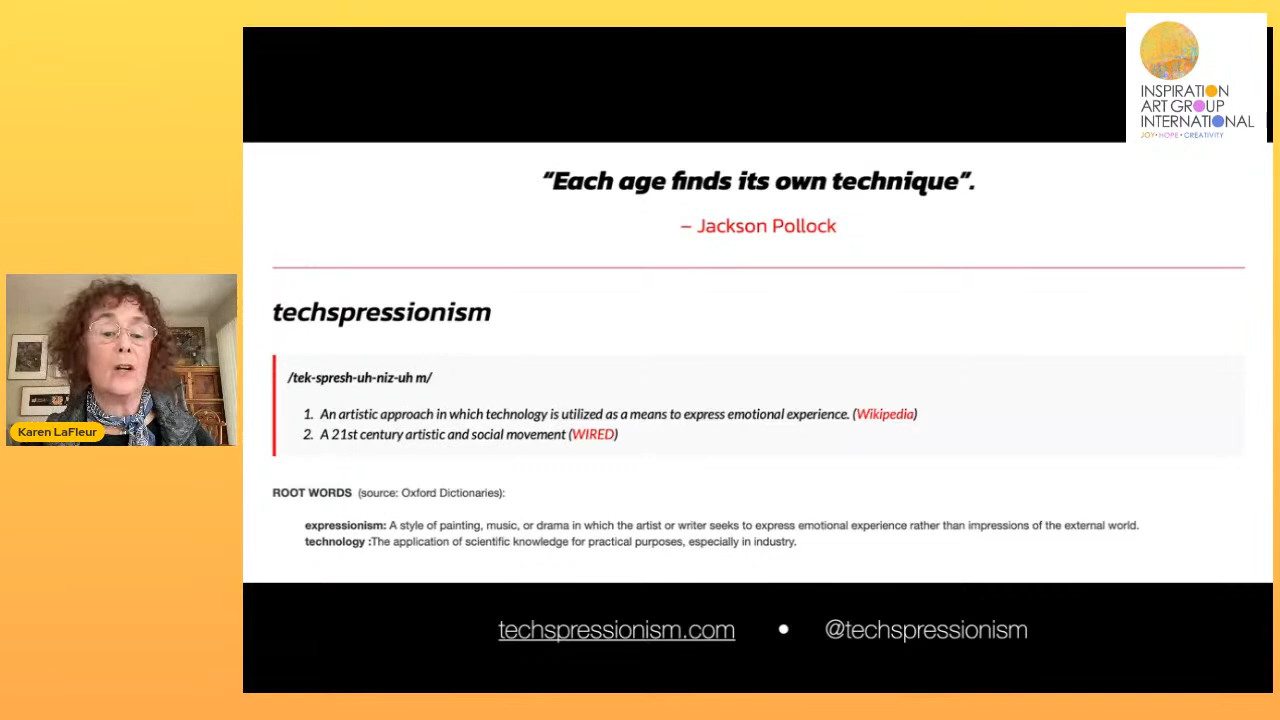 INSPIRATION
ART GROUP
INTERNATIONAL
JOY•HOPE•CREATIVITY
“Each age finds its own technique”.
– Jackson Pollock
techspressionism
/tek-spresh-uh-niz-uh m/
1. An artistic approach in which technology is utilized as a means to express emotional experience. (Wikipedia)
2. A 21st century artistic and social movement (WIRED)
Karen LaFleur
ROOT WORDS (source: Oxford Dictionaries):
expressionism: A style of painting, music, or drama in which the artist or writer seeks to express emotional experience rather than impressions of the external world.
technology :The application of scientific knowledge for practical purposes, especially in industry.
techspressionism.com • @techspressionism